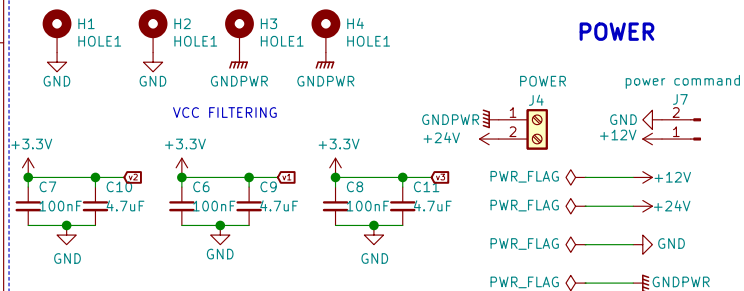 H1
HOLE1
GND
H2
HOLE1
GND
H3
HOLE1
GNDPWR
H4
HOLE1
GNDPWR
POWER
VCC FILTERING
+3.3V
v2
C7
100nF
C10
4.7uF
GND
+3.3V
v1
C6
100nF
C9
4.7uF
GND
+3.3V
v3
C8
100nF
C11
4.7uF
GND
POWER
J4
GNDPWR 1
+24V 2
power command
J7
GND 2
+12V 1
PWR_FLAG +12V
PWR_FLAG +24V
PWR_FLAG GND
PWR_FLAG GNDPWR